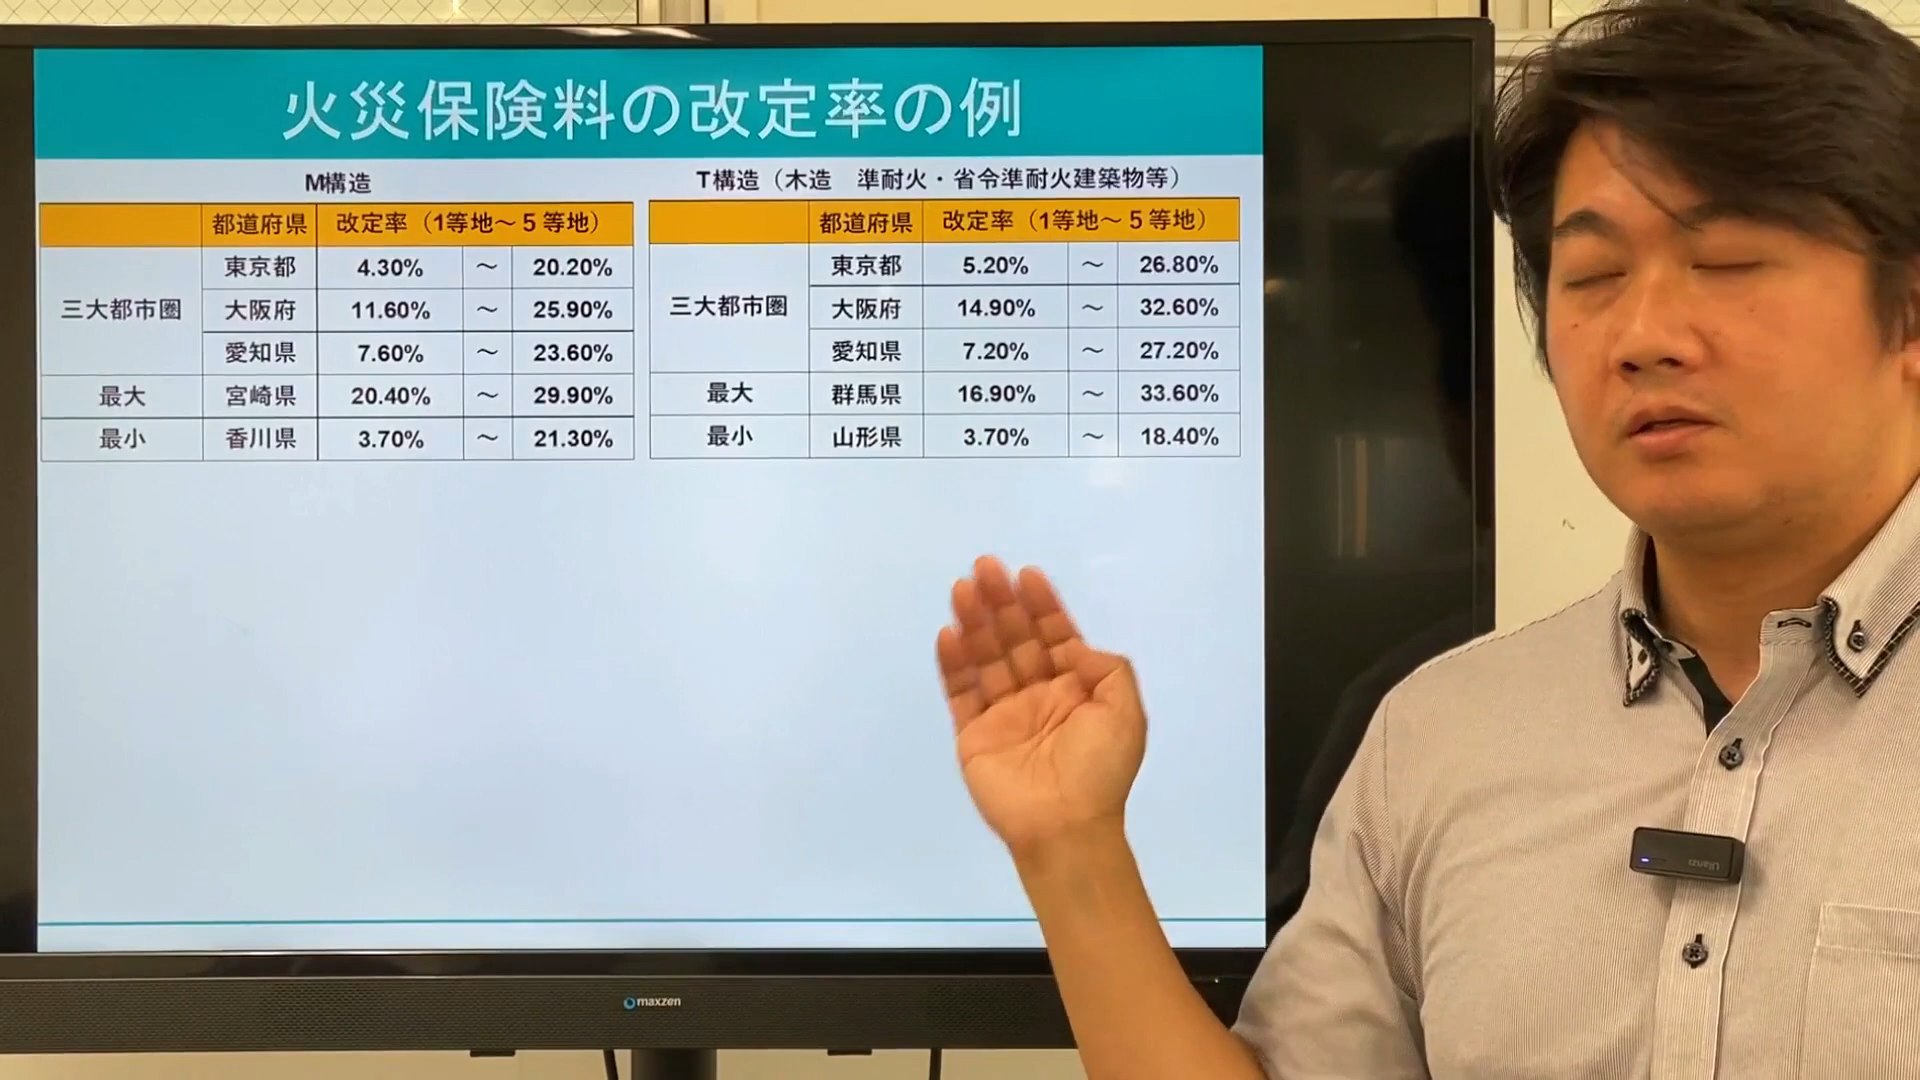 火災保険料の改定率の例
M構造
都道府県 改定率（1等地～5等地）
三大都市圏 東京都 4.30% ～ 20.20%
大阪府 11.60% ～ 25.90%
愛知県 7.60% ～ 23.60%
最大 宮崎県 20.40% ～ 29.90%
最小 香川県 3.70% ～ 21.30%
T構造（木造　準耐火・省令準耐火建築物等）
都道府県 改定率（1等地～5等地）
三大都市圏 東京都 5.20% ～ 26.80%
大阪府 14.90% ～ 32.60%
愛知県 7.20% ～ 27.20%
最大 群馬県 16.90% ～ 33.60%
最小 山形県 3.70% ～ 18.40%
maxzen
Ulanzi